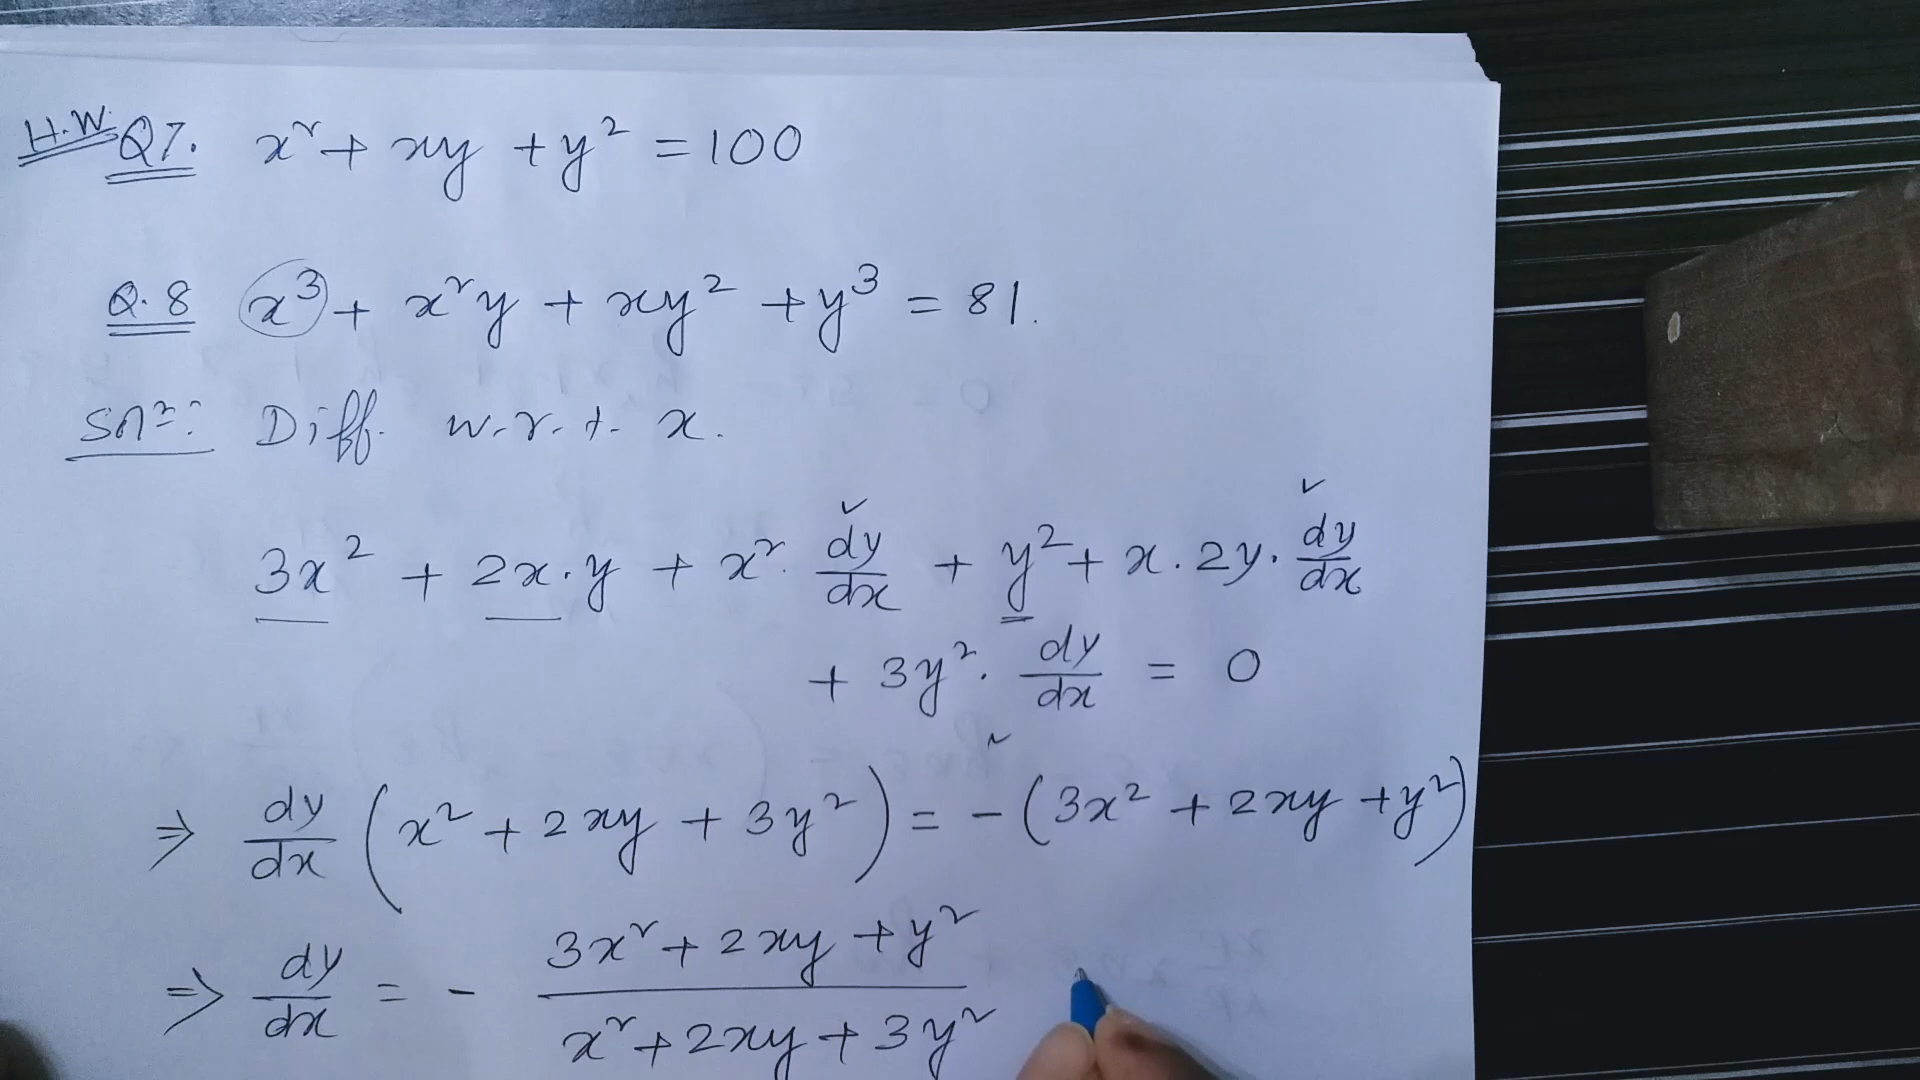 H.W. Q7. x² + xy + y² = 100
Q.8 x³ + x²y + xy² + y³ = 81.
Solⁿ: Diff. w.r.t. x.
3x² + 2x.y + x². dy/dx + y² + x.2y. dy/dx
+ 3y². dy/dx = 0
⇒ dy/dx (x² + 2xy + 3y²) = -(3x² + 2xy + y²)
⇒ dy/dx = - (3x² + 2xy + y²)/(x² + 2xy + 3y²)